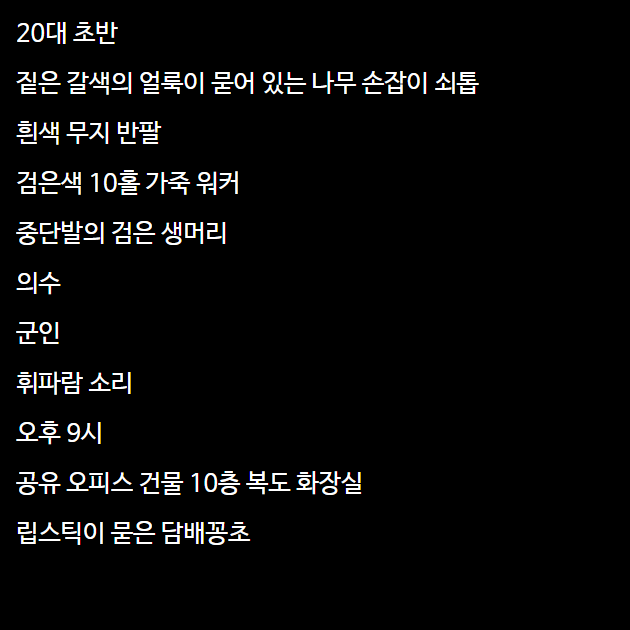 20대 초반
짙은 갈색의 얼룩이 묻어 있는 나무 손잡이 쇠톱
흰색 무지 반팔
검은색 10홀 가죽 워커
중단발의 검은 생머리
의수
군인
휘파람 소리
오후 9시
공유 오피스 건물 10층 복도 화장실
립스틱이 묻은 담배꽁초